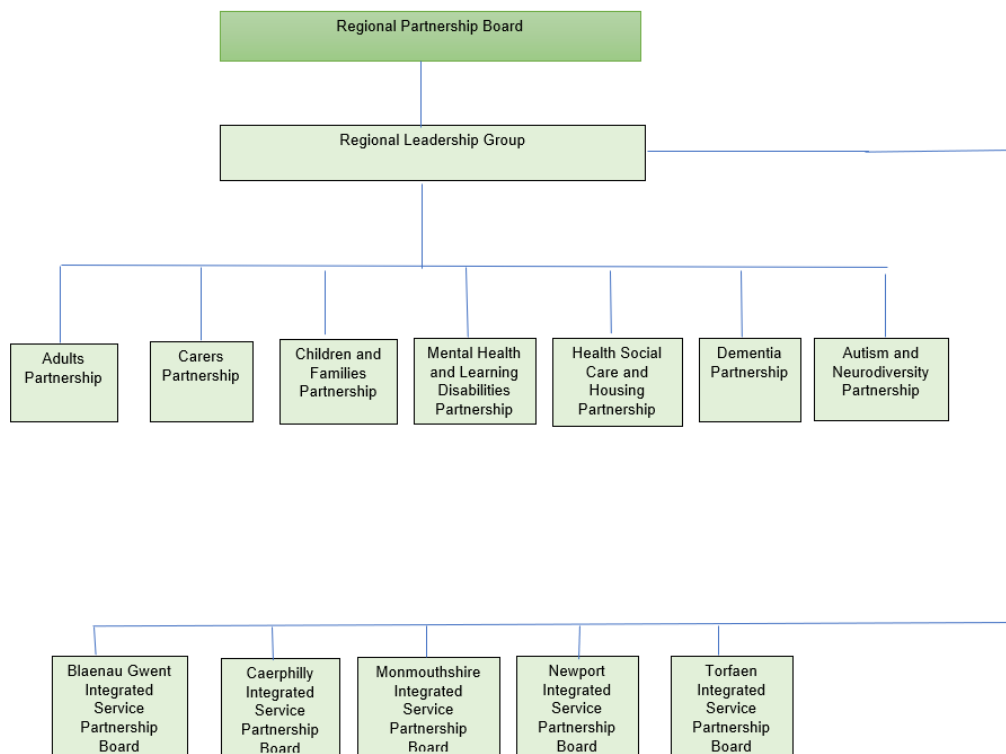 Regional Partnership Board
Regional Leadership Group
Adults
Partnership
Carers
Partnership
Children and
Families
Partnership
Mental Health
and Learning
Disabilities
Partnership
Health Social
Care and
Housing
Partnership
Dementia
Partnership
Autism and
Neurodiversity
Partnership
Blaenau Gwent
Integrated
Service
Partnership
Board
Caerphilly
Integrated
Service
Partnership
Board
Monmouthshire
Integrated
Service
Partnership
Board
Newport
Integrated
Service
Partnership
Board
Torfaen
Integrated
Service
Partnership
Board